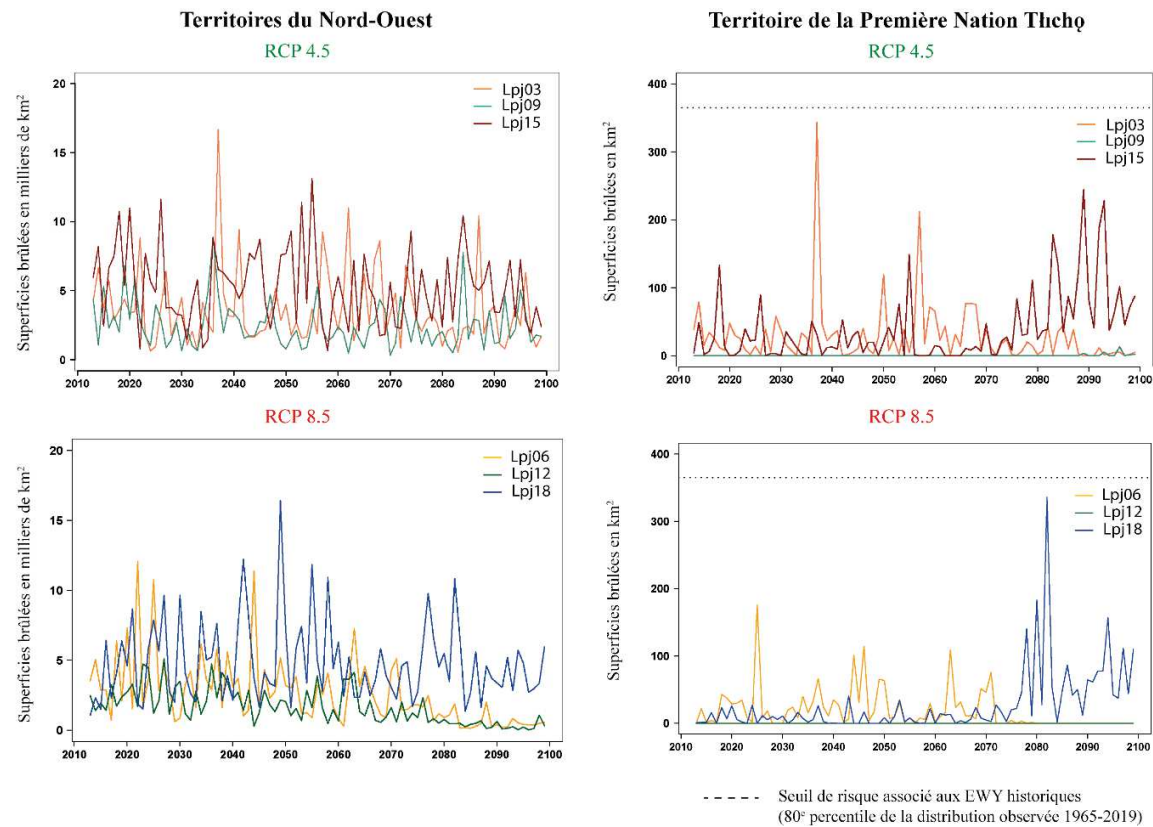 Territoires du Nord-Ouest
RCP 4.5
Superficies brûlées en milliers de km²
20
15
10
5
0
Lpj03
Lpj09
Lpj15
2010 2020 2030 2040 2050 2060 2070 2080 2090 2100
Territoire de la Première Nation Tłı̨chǫ
RCP 4.5
Superficies brûlées en km²
400
300
200
100
0
Lpj03
Lpj09
Lpj15
2010 2020 2030 2040 2050 2060 2070 2080 2090 2100
RCP 8.5
Superficies brûlées en milliers de km²
20
15
10
5
0
Lpj06
Lpj12
Lpj18
2010 2020 2030 2040 2050 2060 2070 2080 2090 2100
RCP 8.5
Superficies brûlées en km²
400
300
200
100
0
Lpj06
Lpj12
Lpj18
2010 2020 2030 2040 2050 2060 2070 2080 2090 2100
Seuil de risque associé aux EWY historiques
(80ᵉ percentile de la distribution observée 1965-2019)